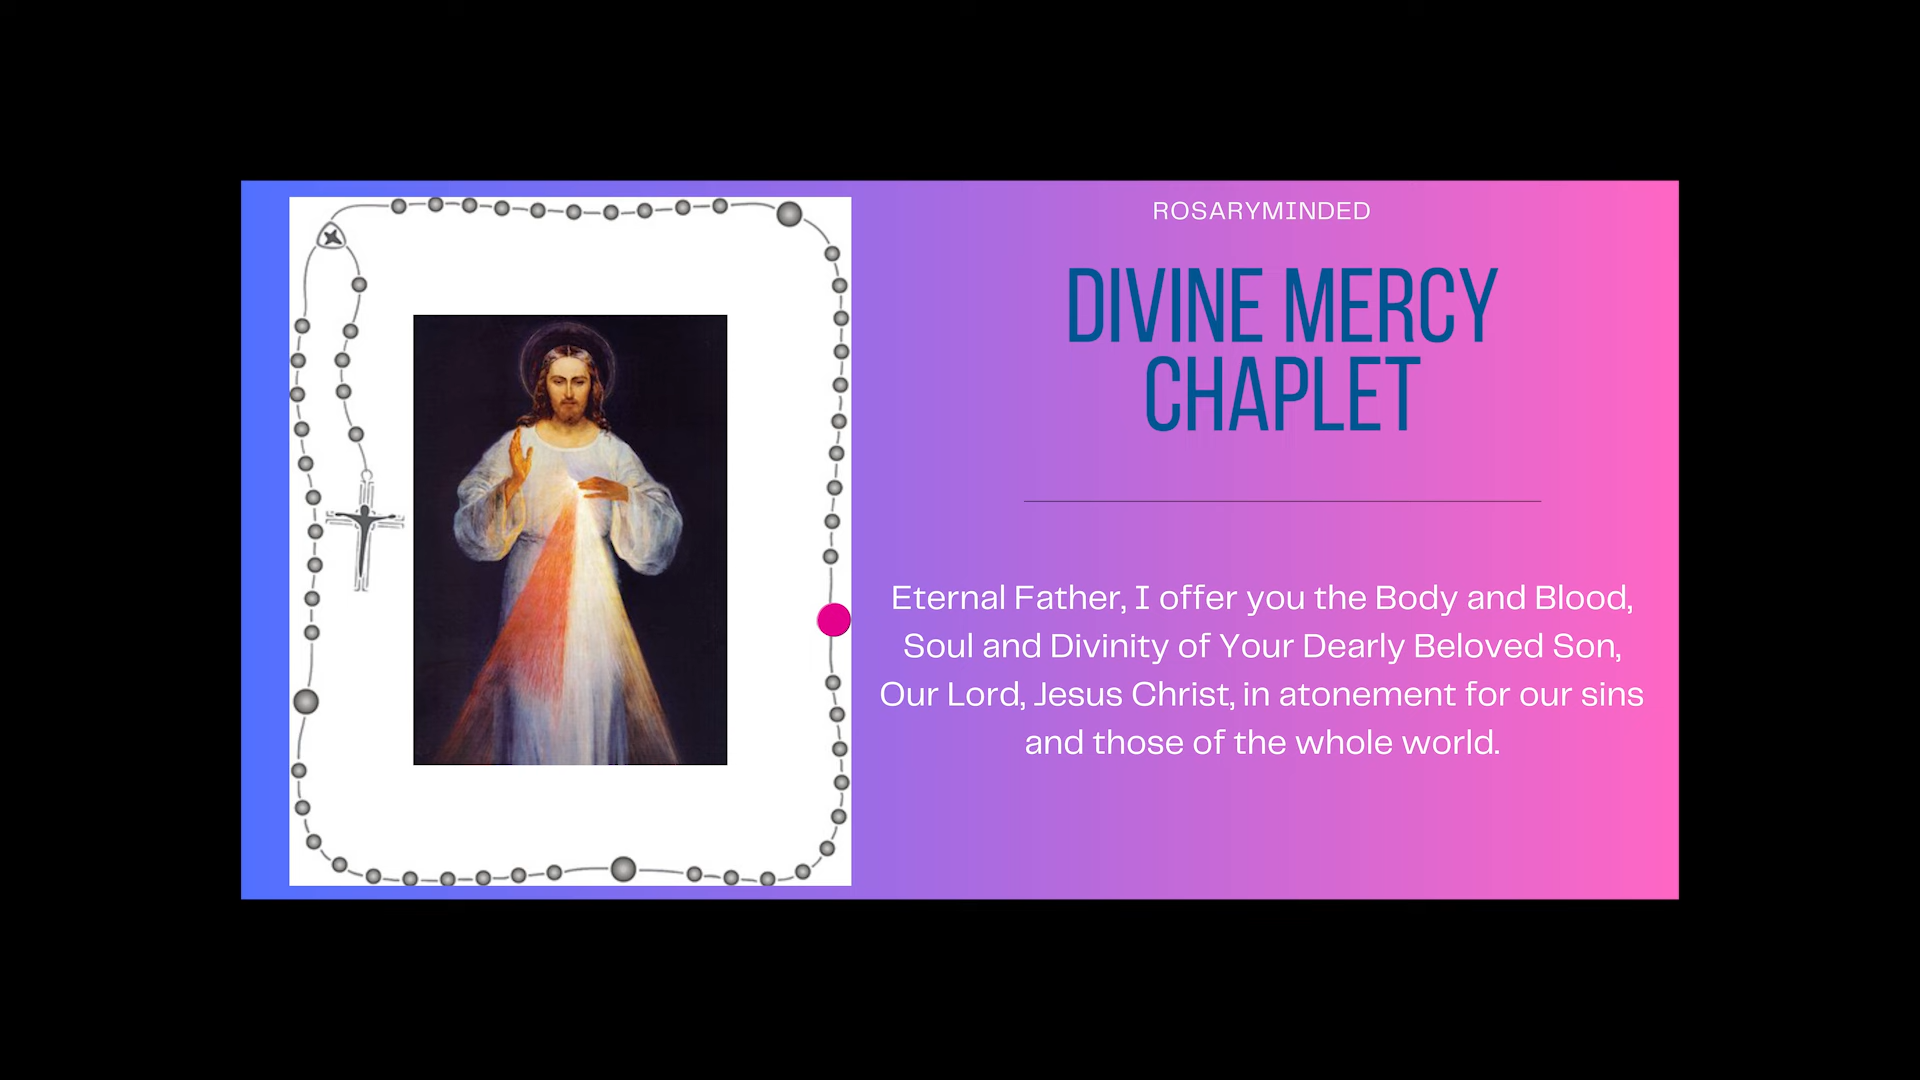 ROSARYMINDED
DIVINE MERCY
CHAPLET
Eternal Father, I offer you the Body and Blood,
Soul and Divinity of Your Dearly Beloved Son,
Our Lord, Jesus Christ, in atonement for our sins
and those of the whole world.